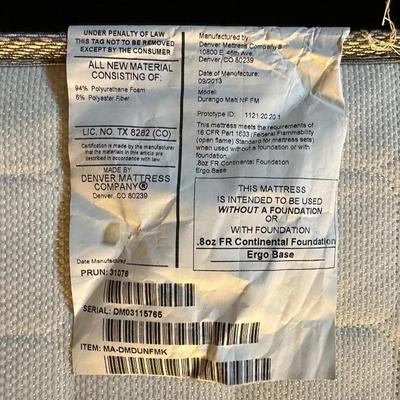 UNDER PENALTY OF LAW
THIS TAG NOT TO BE REMOVED
EXCEPT BY THE CONSUMER
ALL NEW MATERIAL
CONSISTING OF:
94% Polyurethane Foam
6% Polyester Fiber
LIC. NO. TX 8282 (CO)
Certification is made by the manufacturer
that the materials in this article are
described in accordance with law.
MADE BY
DENVER MATTRESS
COMPANY®
Denver, CO 80239
Date Manufactured
PRUN: 31076
SERIAL: DM03115765
ITEM: MA-DMDUNFMK
Manufactured by:
Denver Mattress Company®
10800 E 45th Ave
Denver, CO 80239
Date of Manufacture:
09/2013
Model:
Durango Matt NF FM
Prototype ID: 1121 2020 1
This mattress meets the requirements of
16 CFR Part 1633 (Federal Flammability
(open flame) Standard for mattress sets)
when used without a foundation or with
foundation:
.8oz FR Continental Foundation
Ergo Base
THIS MATTRESS
IS INTENDED TO BE USED
WITHOUT A FOUNDATION
OR
WITH FOUNDATION
.8oz FR Continental Foundation
Ergo Base